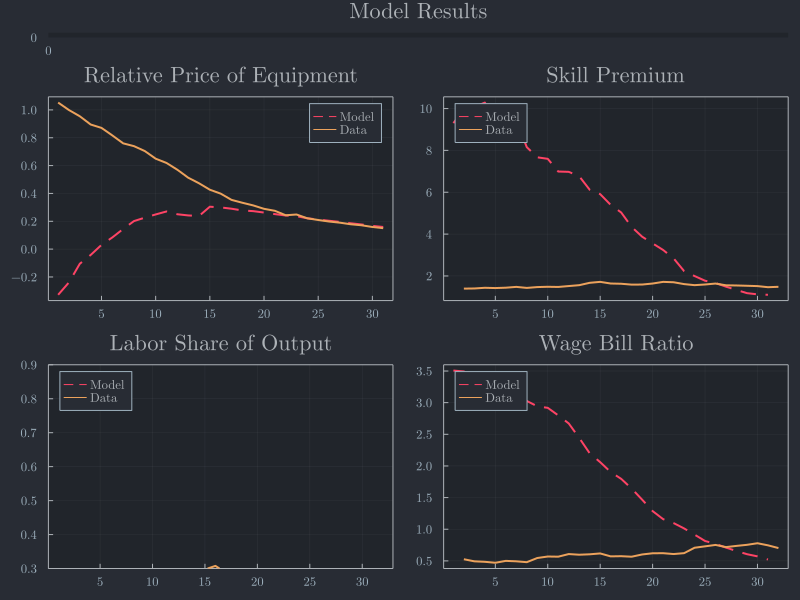 Model Results
0
0
Relative Price of Equipment
1.0
0.8
0.6
0.4
0.2
0.0
−0.2
5 10 15 20 25 30
Model
Data
Skill Premium
10
8
6
4
2
5 10 15 20 25 30
Model
Data
Labor Share of Output
0.9
0.8
0.7
0.6
0.5
0.4
0.3
5 10 15 20 25 30
Model
Data
Wage Bill Ratio
3.5
3.0
2.5
2.0
1.5
1.0
0.5
5 10 15 20 25 30
Model
Data